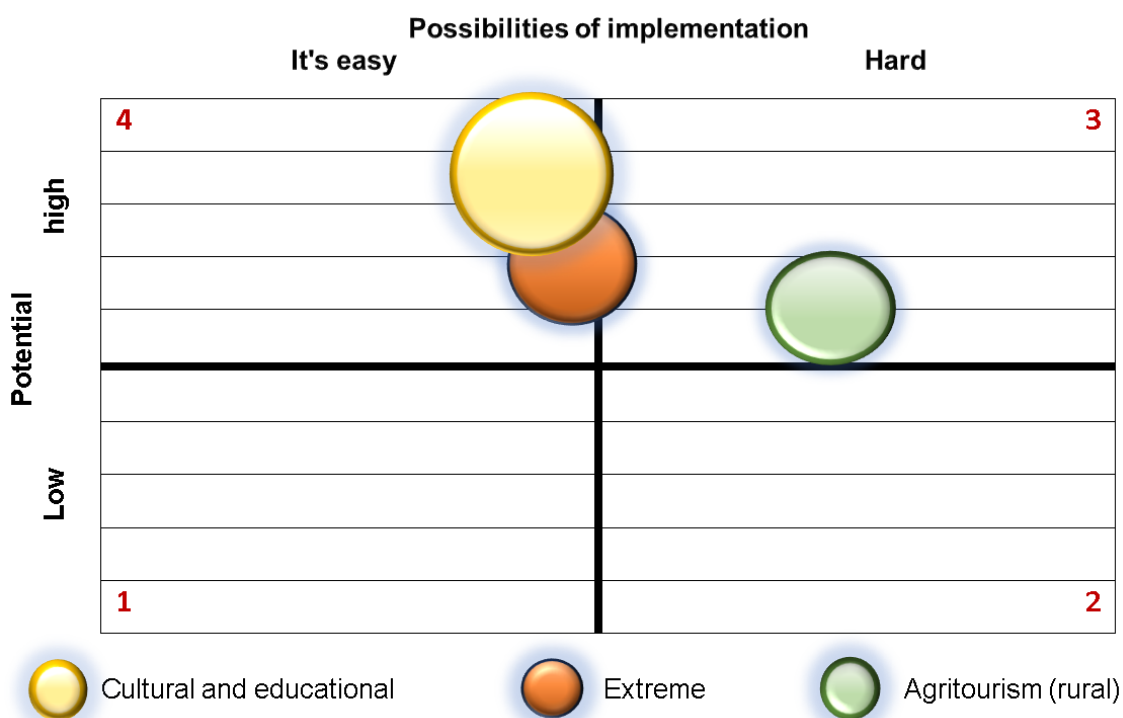 Possibilities of implementation
It's easy
Hard
4
3
high
Potential
Low
1
2
Cultural and educational
Extreme
Agritourism (rural)